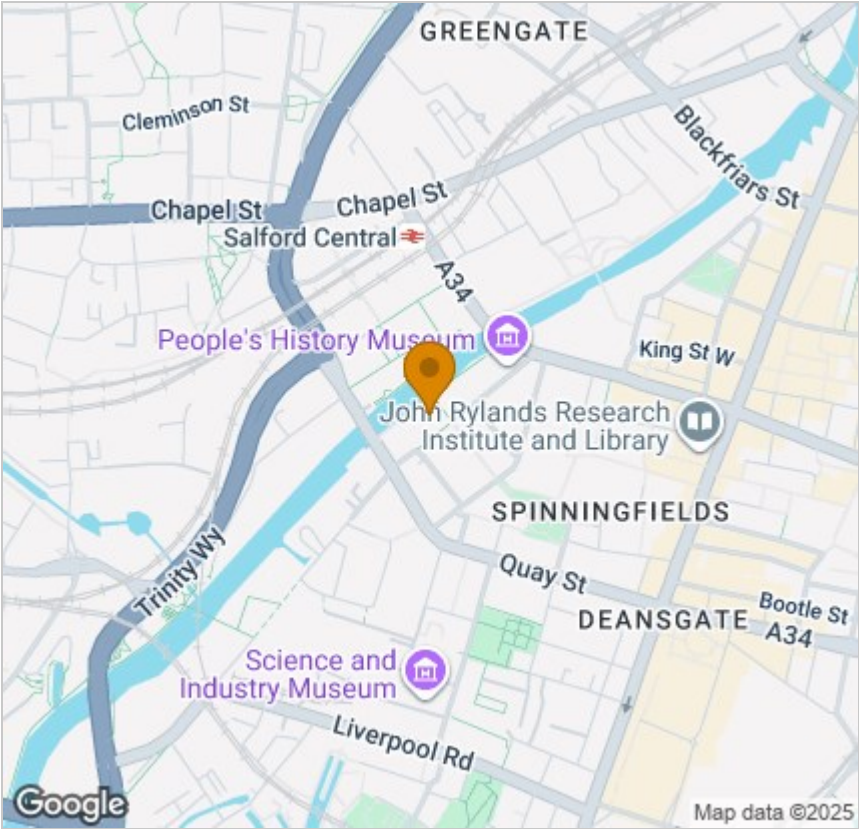 GREENGATE
Cleminson St
Blackfriars St
Chapel St
Chapel St
Salford Central
A34
People's History Museum
King St W
John Rylands Research
Institute and Library
SPINNINGFIELDS
Quay St
Trinity Wy
DEANSGATE
Bootle St
A34
Science and
Industry Museum
Liverpool Rd
Google
Map data ©2025